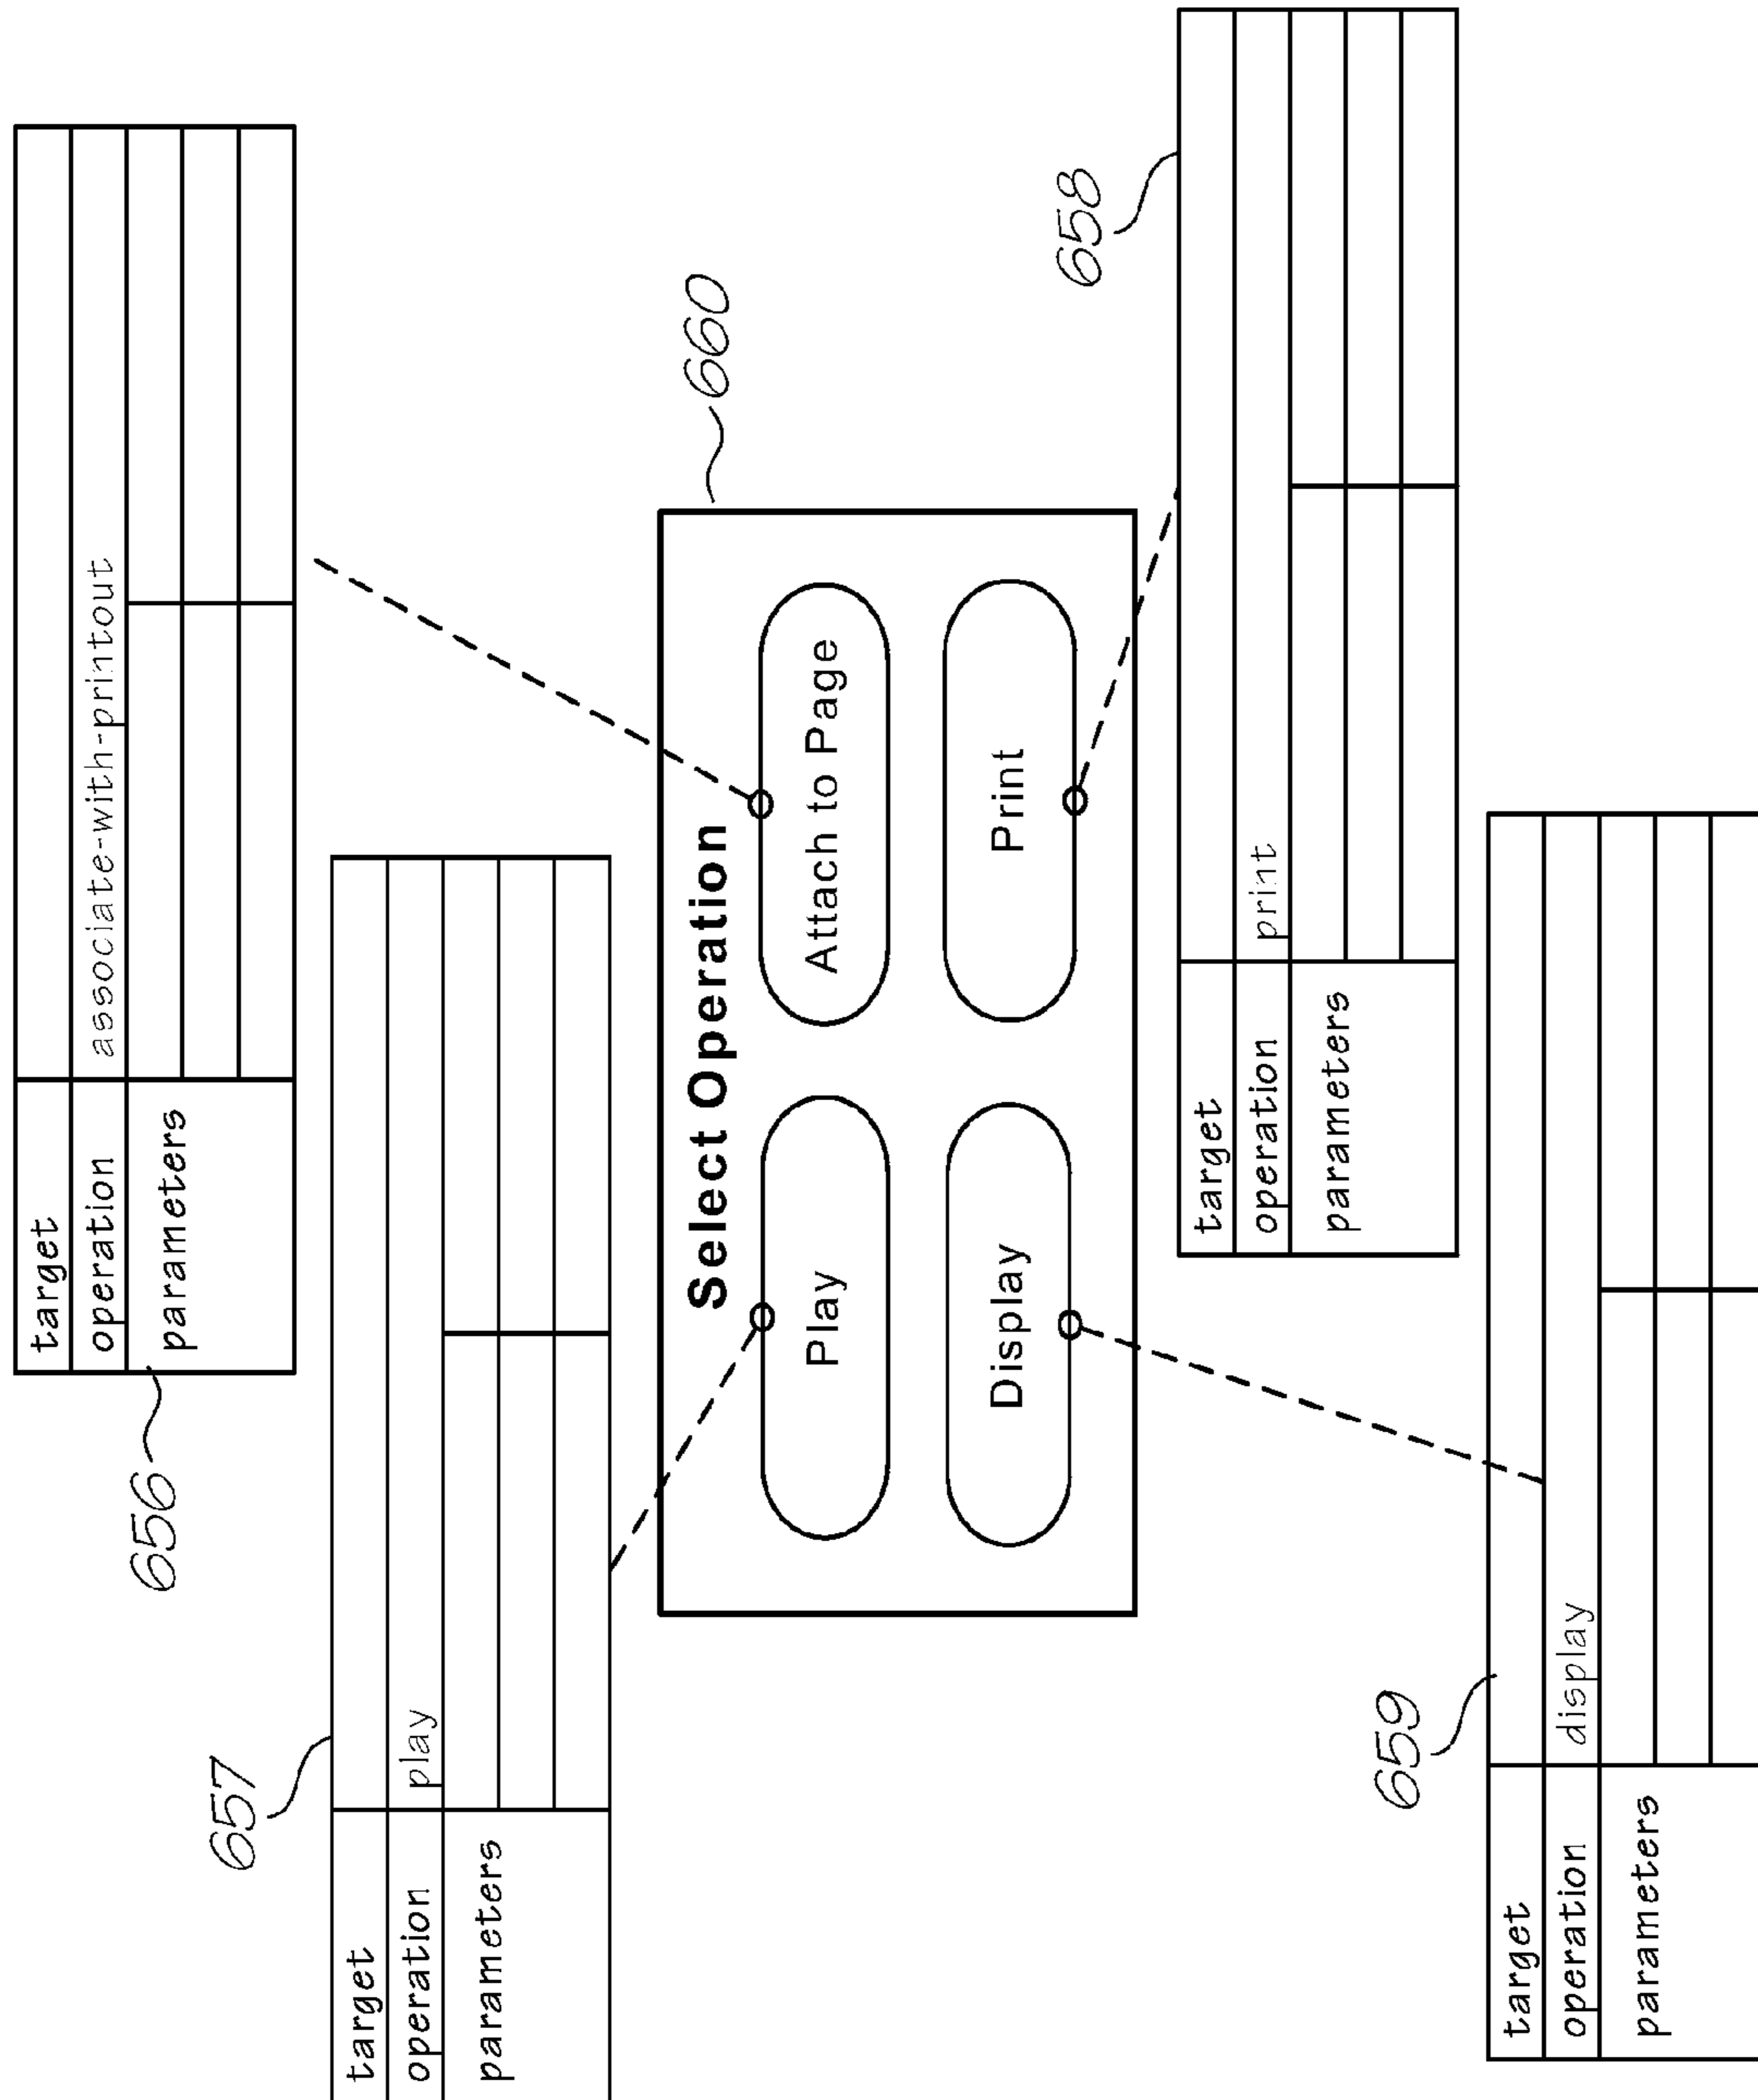 target
operation associate-with-printout
parameters
656
657
target
operation play
parameters
660
Select Operation
Play Attach to Page
Display Print
658
target
operation print
parameters
659
target
operation display
parameters